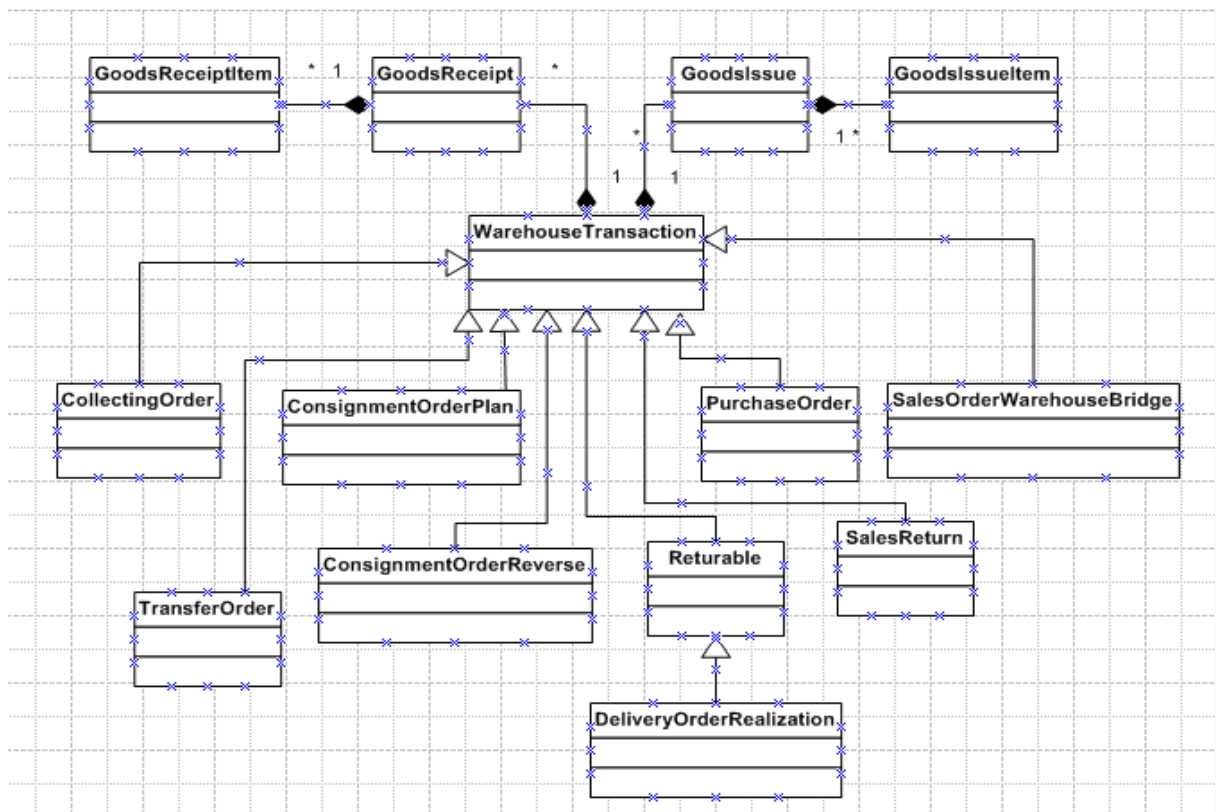 GoodsReceiptItem
* 1
GoodsReceipt
*
GoodsIssue
GoodsIssueItem
*
1 *
1
1
WarehouseTransaction
CollectingOrder
ConsignmentOrderPlan
PurchaseOrder
SalesOrderWarehouseBridge
SalesReturn
ConsignmentOrderReverse
Returable
TransferOrder
DeliveryOrderRealization